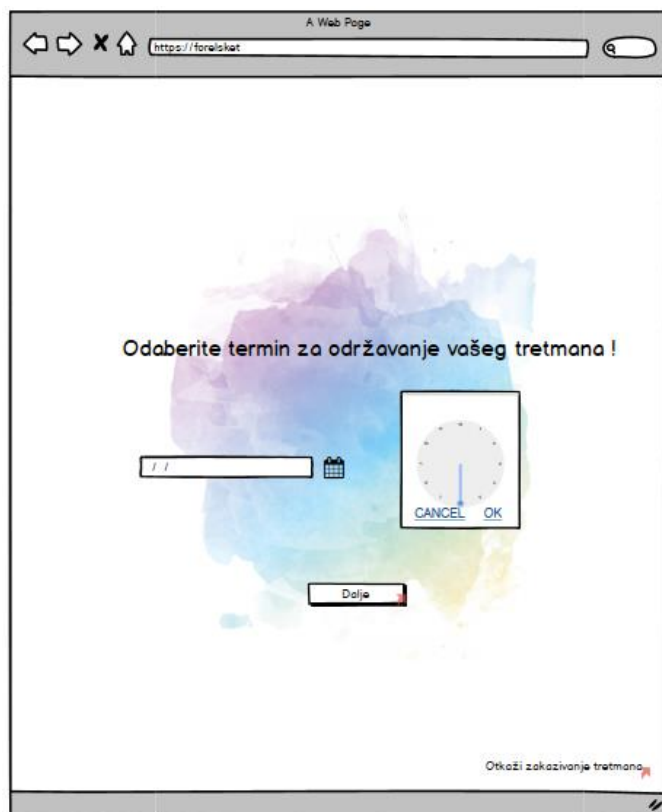 A Web Page
https://forelsket
Odaberite termin za održavanje vašeg tretmana !
/ /
CANCEL OK
Dalje
Otkaži zakazivanje tretmana